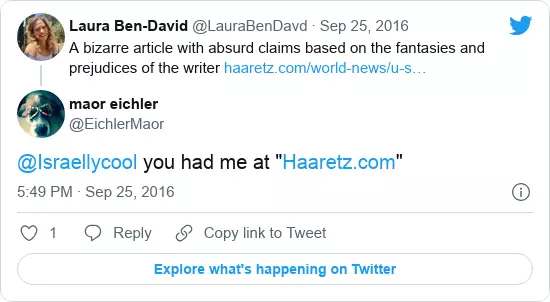 Laura Ben-David @LauraBenDavd · Sep 25, 2016
A bizarre article with absurd claims based on the fantasies and
prejudices of the writer haaretz.com/world-news/u-s…
maor eichler
@EichlerMaor
@Israellycool you had me at "Haaretz.com"
5:49 PM · Sep 25, 2016
1 Reply Copy link to Tweet
Explore what's happening on Twitter